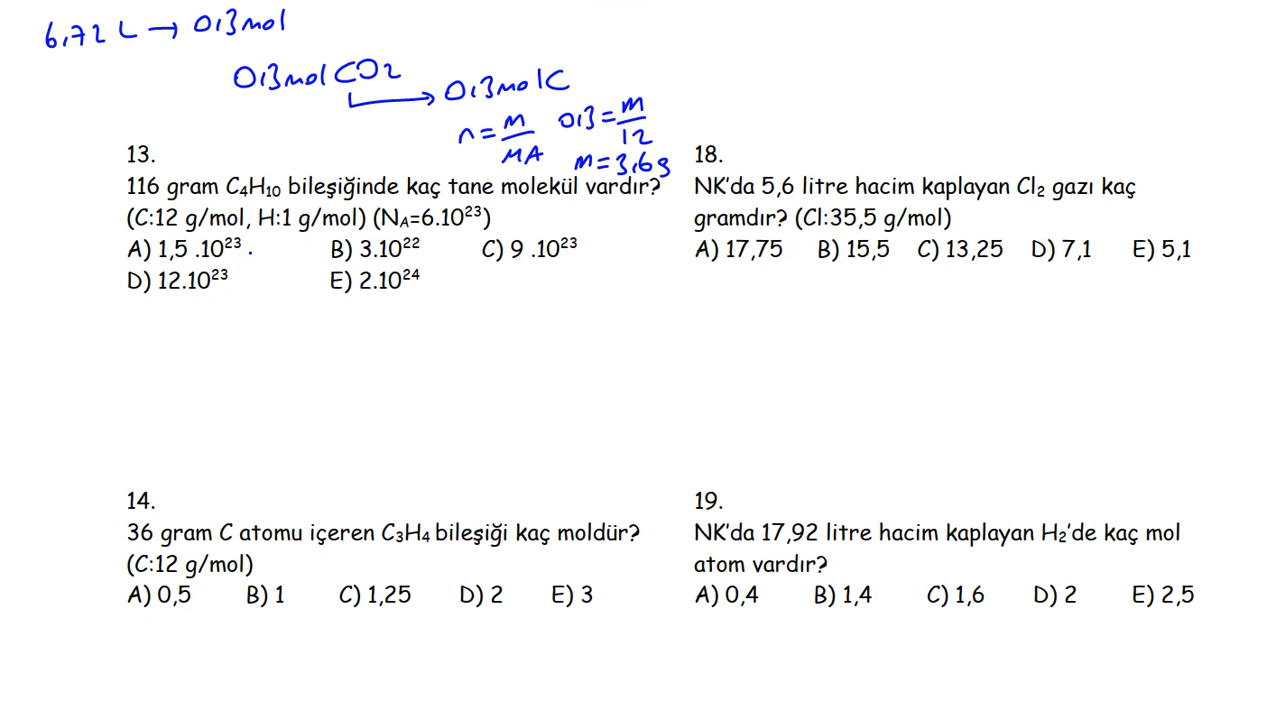 6,72 L → 0,3 mol
0,3 mol CO2
0,3 mol C
n = m/MA 0,3 = m/12
m = 3,6 g
13.
116 gram C₄H₁₀ bileşiğinde kaç tane molekül vardır?
(C:12 g/mol, H:1 g/mol) (N_A=6.10²³)
A) 1,5 .10²³ B) 3.10²² C) 9 .10²³
D) 12.10²³ E) 2.10²⁴
14.
36 gram C atomu içeren C₃H₄ bileşiği kaç moldür?
(C:12 g/mol)
A) 0,5 B) 1 C) 1,25 D) 2 E) 3
18.
NK’da 5,6 litre hacim kaplayan Cl₂ gazı kaç
gramdır? (Cl:35,5 g/mol)
A) 17,75 B) 15,5 C) 13,25 D) 7,1 E) 5,1
19.
NK’da 17,92 litre hacim kaplayan H₂’de kaç mol
atom vardır?
A) 0,4 B) 1,4 C) 1,6 D) 2 E) 2,5